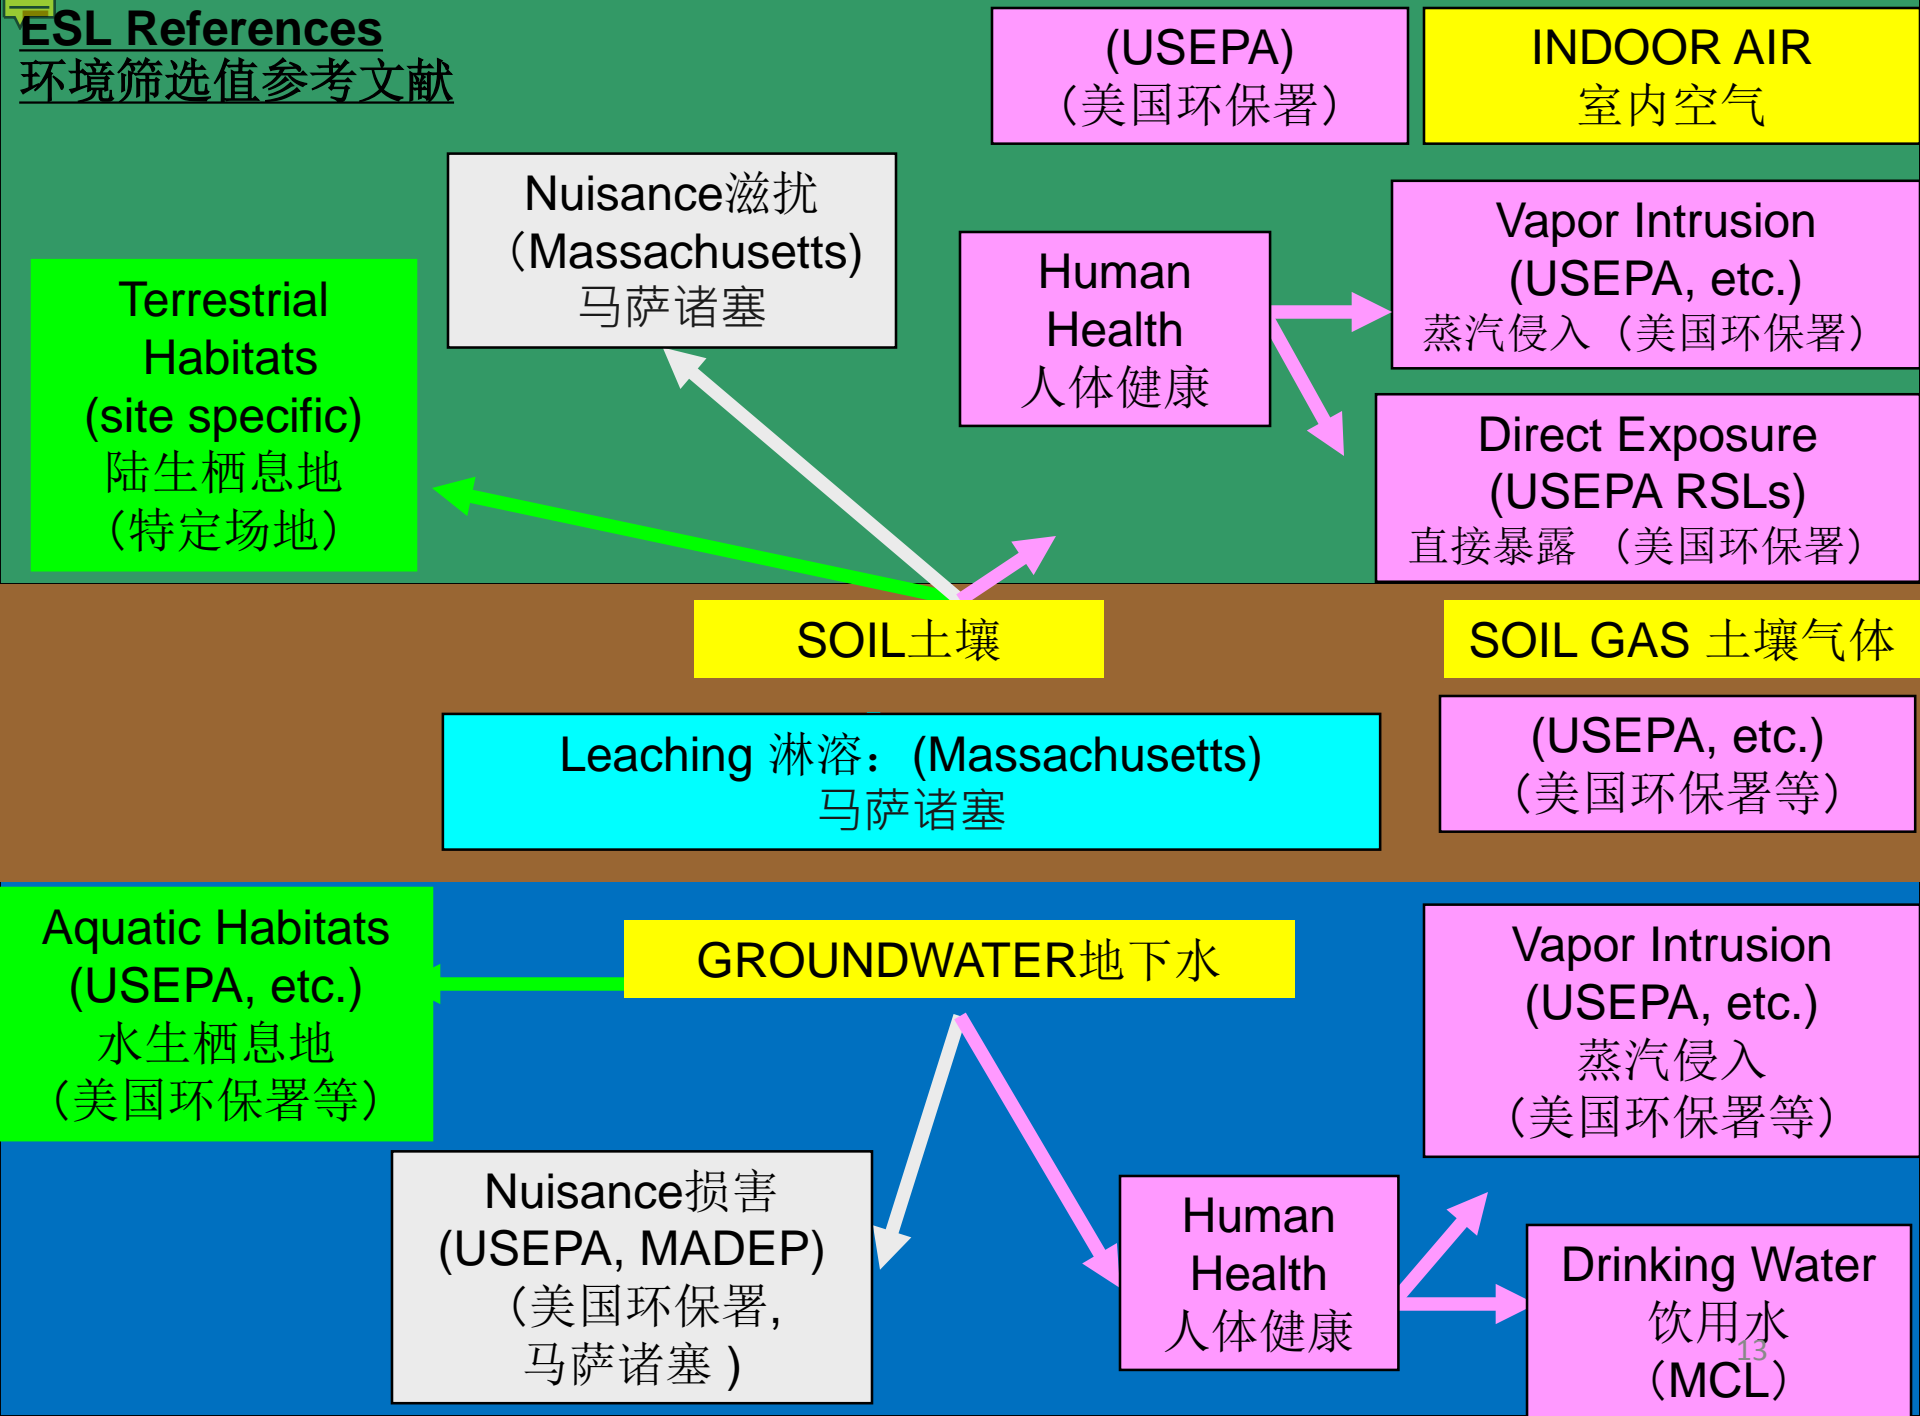 ESL References
环境筛选值参考文献
(USEPA)
（美国环保署）
INDOOR AIR
室内空气
Nuisance滋扰
（Massachusetts)
马萨诸塞
Terrestrial
Habitats
(site specific)
陆生栖息地
（特定场地）
Human
Health
人体健康
Vapor Intrusion
(USEPA, etc.)
蒸汽侵入（美国环保署）
Direct Exposure
(USEPA RSLs)
直接暴露 （美国环保署）
SOIL土壤
SOIL GAS 土壤气体
Leaching 淋溶：(Massachusetts)
马萨诸塞
(USEPA, etc.)
（美国环保署等）
Aquatic Habitats
(USEPA, etc.)
水生栖息地
（美国环保署等）
GROUNDWATER地下水
Vapor Intrusion
(USEPA, etc.)
蒸汽侵入
（美国环保署等）
Nuisance损害
(USEPA, MADEP)
（美国环保署,
马萨诸塞 )
Human
Health
人体健康
Drinking Water
饮用水
（MCL）
13